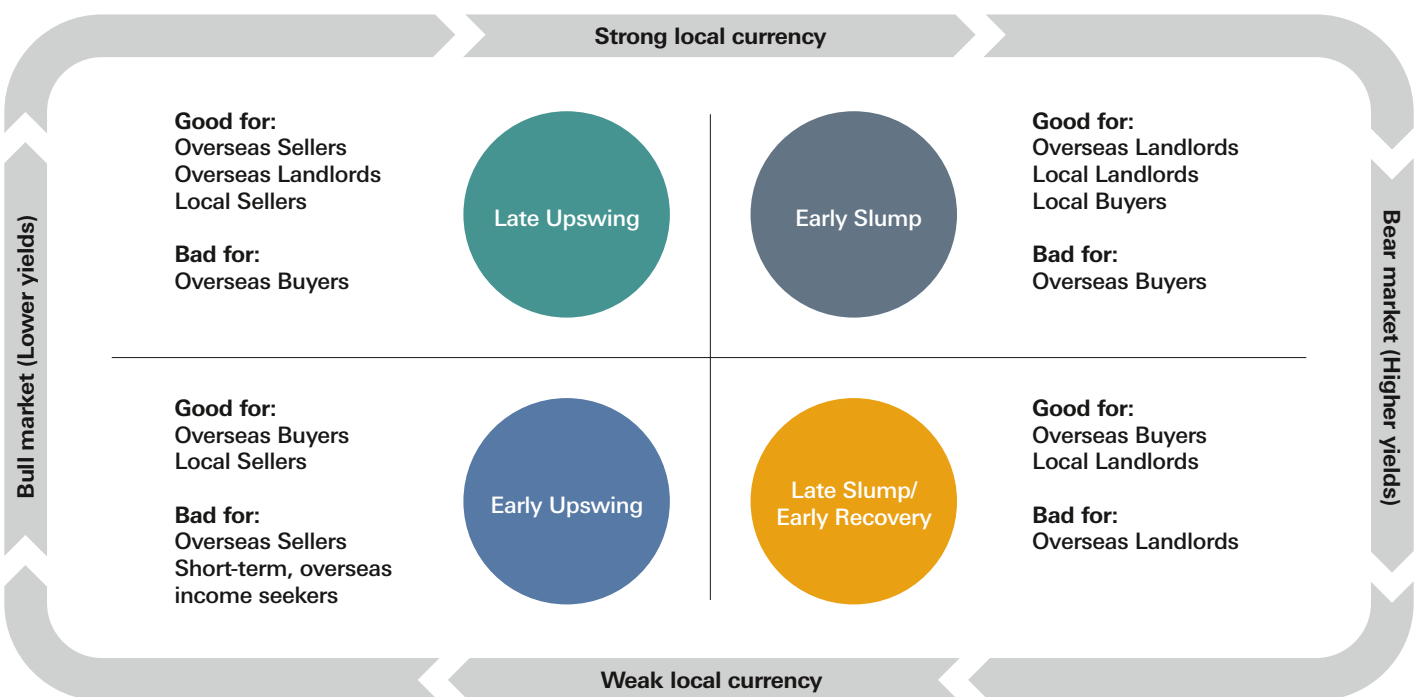 Strong local currency
Bull market (Lower yields)
Good for:
Overseas Sellers
Overseas Landlords
Local Sellers
Bad for:
Overseas Buyers
Late Upswing
Early Slump
Good for:
Overseas Landlords
Local Landlords
Local Buyers
Bad for:
Overseas Buyers
Bear market (Higher yields)
Good for:
Overseas Buyers
Local Sellers
Bad for:
Overseas Sellers
Short-term, overseas
income seekers
Early Upswing
Late Slump/
Early Recovery
Good for:
Overseas Buyers
Local Landlords
Bad for:
Overseas Landlords
Weak local currency